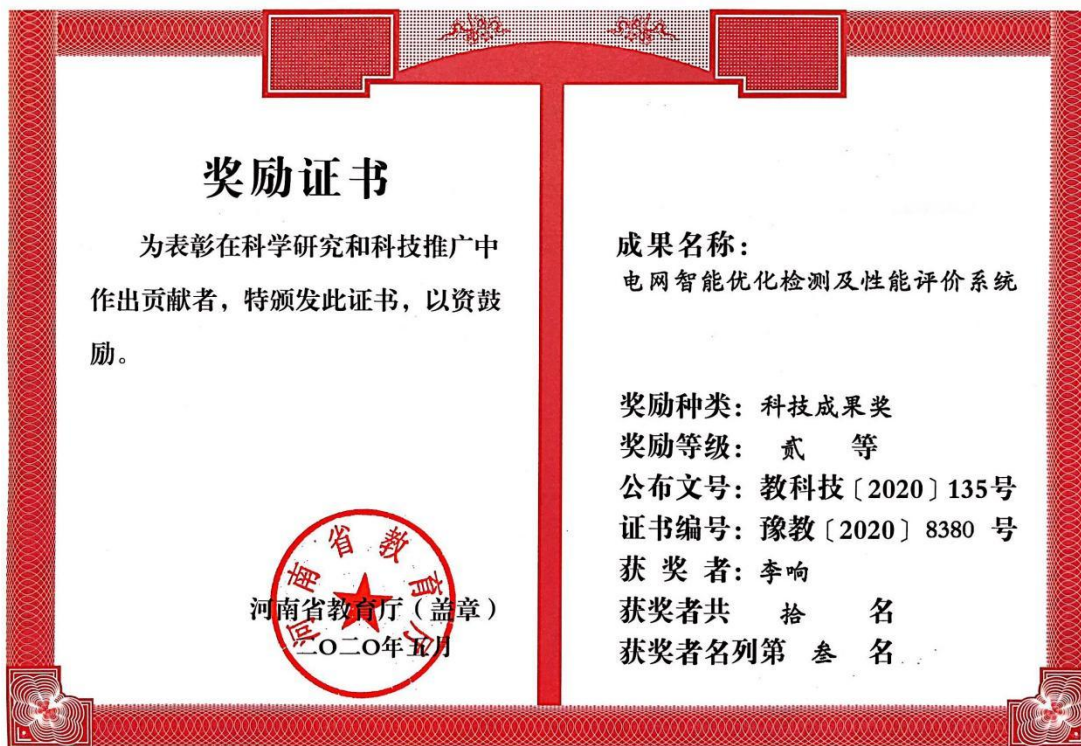 奖励证书
为表彰在科学研究和科技推广中
作出贡献者，特颁发此证书，以资鼓
励。
河南省教育厅
河南省教育厅（盖章）
二〇二〇年五月
成果名称：
电网智能优化检测及性能评价系统
奖励种类：科技成果奖
奖励等级：贰 等
公布文号：教科技〔2020〕135号
证书编号：豫教〔2020〕8380 号
获 奖 者：李响
获奖者共 拾 名
获奖者名列第 叁 名